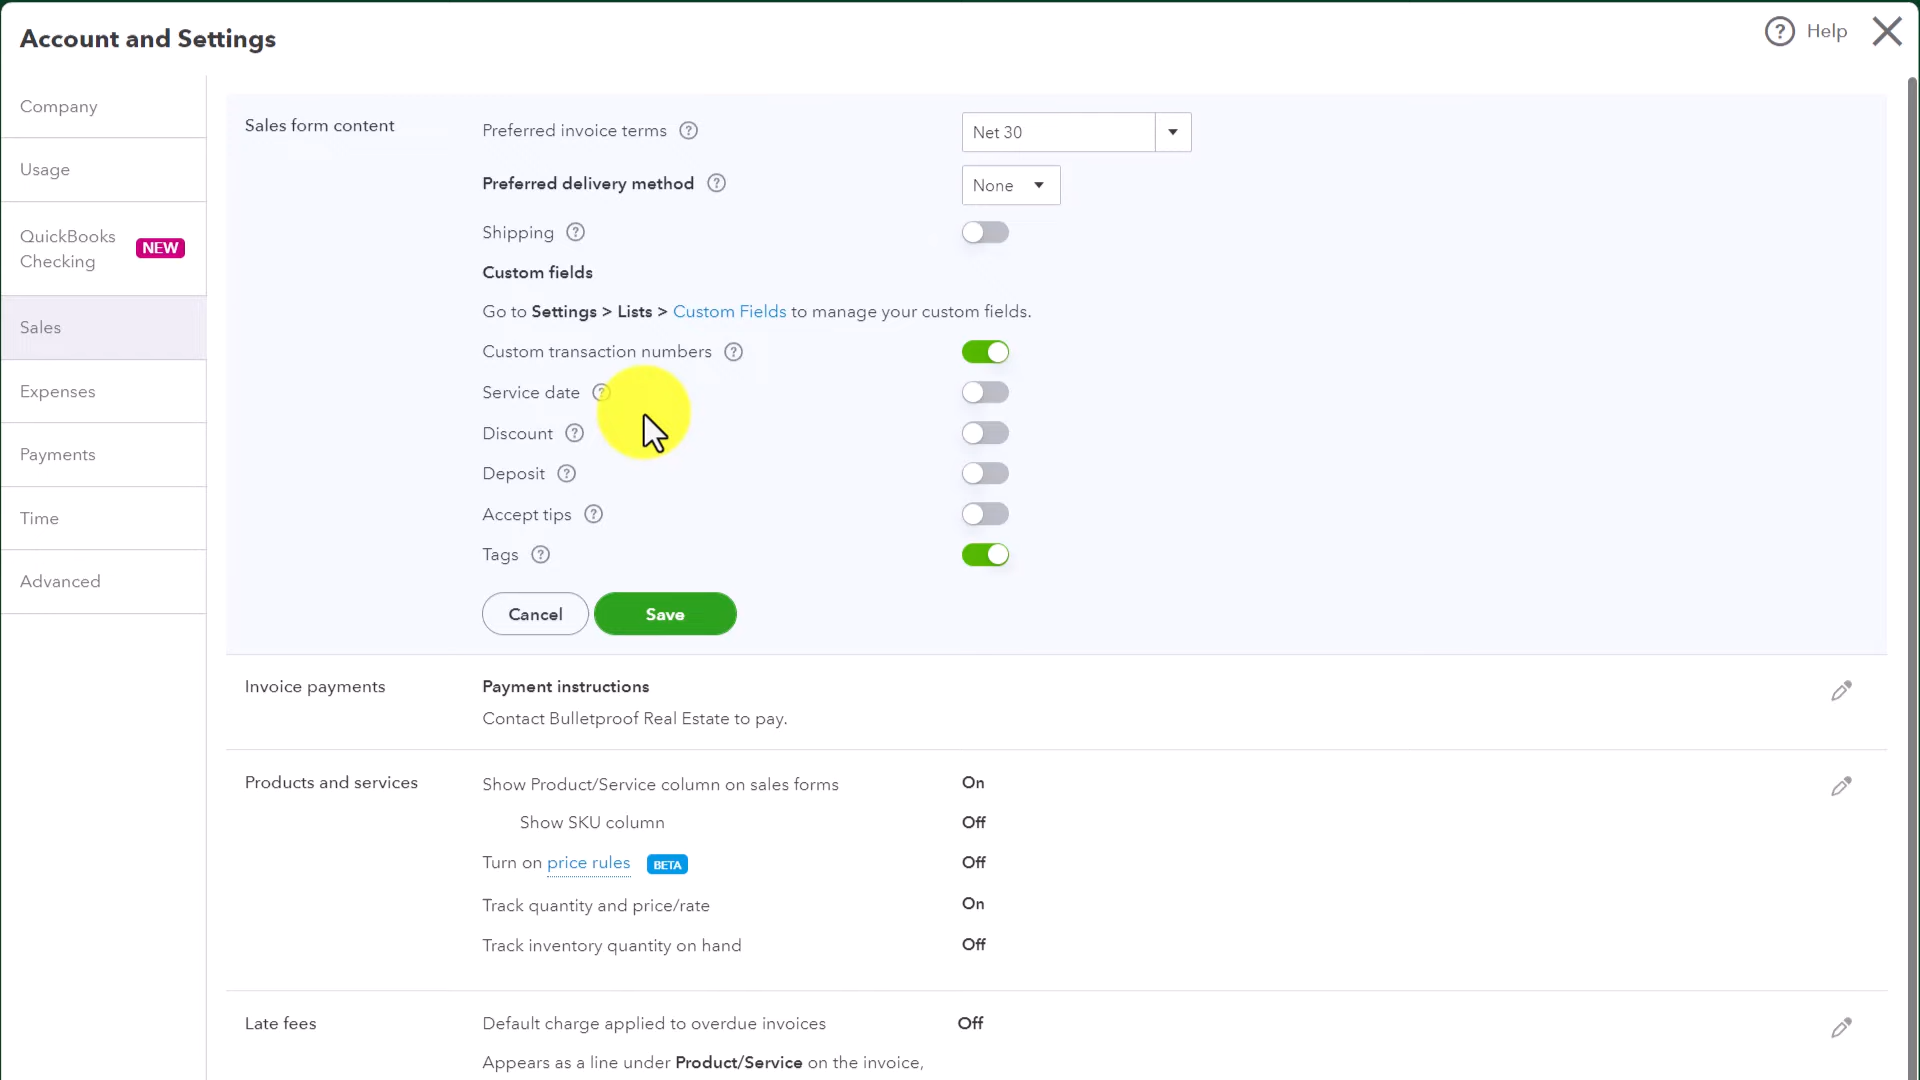 Account and Settings
? Help
Company
Usage
QuickBooks
Checking
NEW
Sales
Expenses
Payments
Time
Advanced
Sales form content
Preferred invoice terms ? Net 30
Preferred delivery method ? None
Shipping ?
Custom fields
Go to Settings > Lists > Custom Fields to manage your custom fields.
Custom transaction numbers ?
Service date ?
Discount ?
Deposit ?
Accept tips ?
Tags ?
Cancel Save
Invoice payments Payment instructions
Contact Bulletproof Real Estate to pay.
Products and services Show Product/Service column on sales forms On
Show SKU column Off
Turn on price rules BETA Off
Track quantity and price/rate On
Track inventory quantity on hand Off
Late fees Default charge applied to overdue invoices Off
Appears as a line under Product/Service on the invoice,